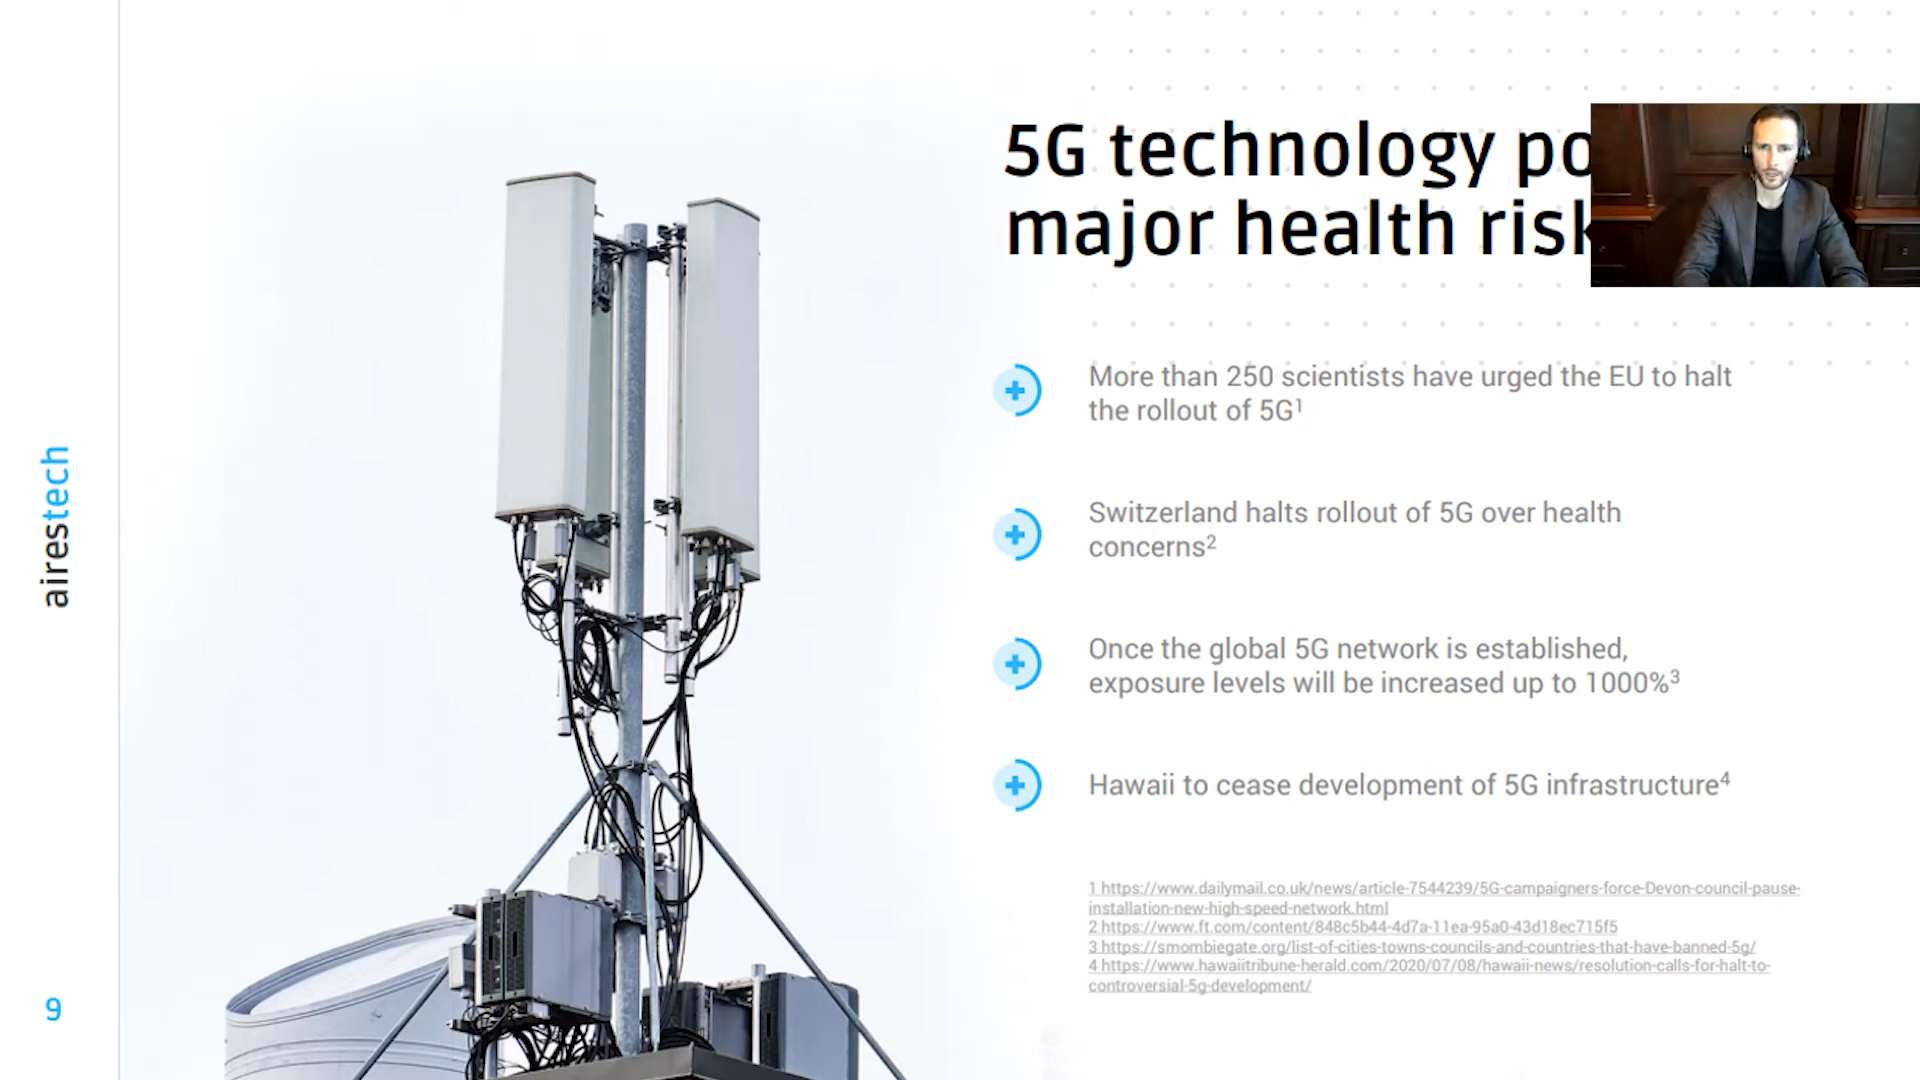 5G technology
major health
More than 250 scientists have urged the EU to halt
the rollout of 5G¹
Switzerland halts rollout of 5G over health
concerns²
Once the global 5G network is established,
exposure levels will be increased up to 1000%³
Hawaii to cease development of 5G infrastructure⁴
1 https://www.dailymail.co.uk/news/article-7544239/5G-campaigners-force-Devon-council-pause-
installation-new-high-speed-network.html
2 https://www.ft.com/content/848c5b44-4d7a-11ea-95a0-43d18ec715f5
3 https://smombiegate.org/list-of-cities-towns-councils-and-countries-that-have-banned-5g/
4 https://www.hawaiitribune-herald.com/2020/07/08/hawaii-news/resolution-calls-for-halt-to-
controversial-5g-development/
airestech
9